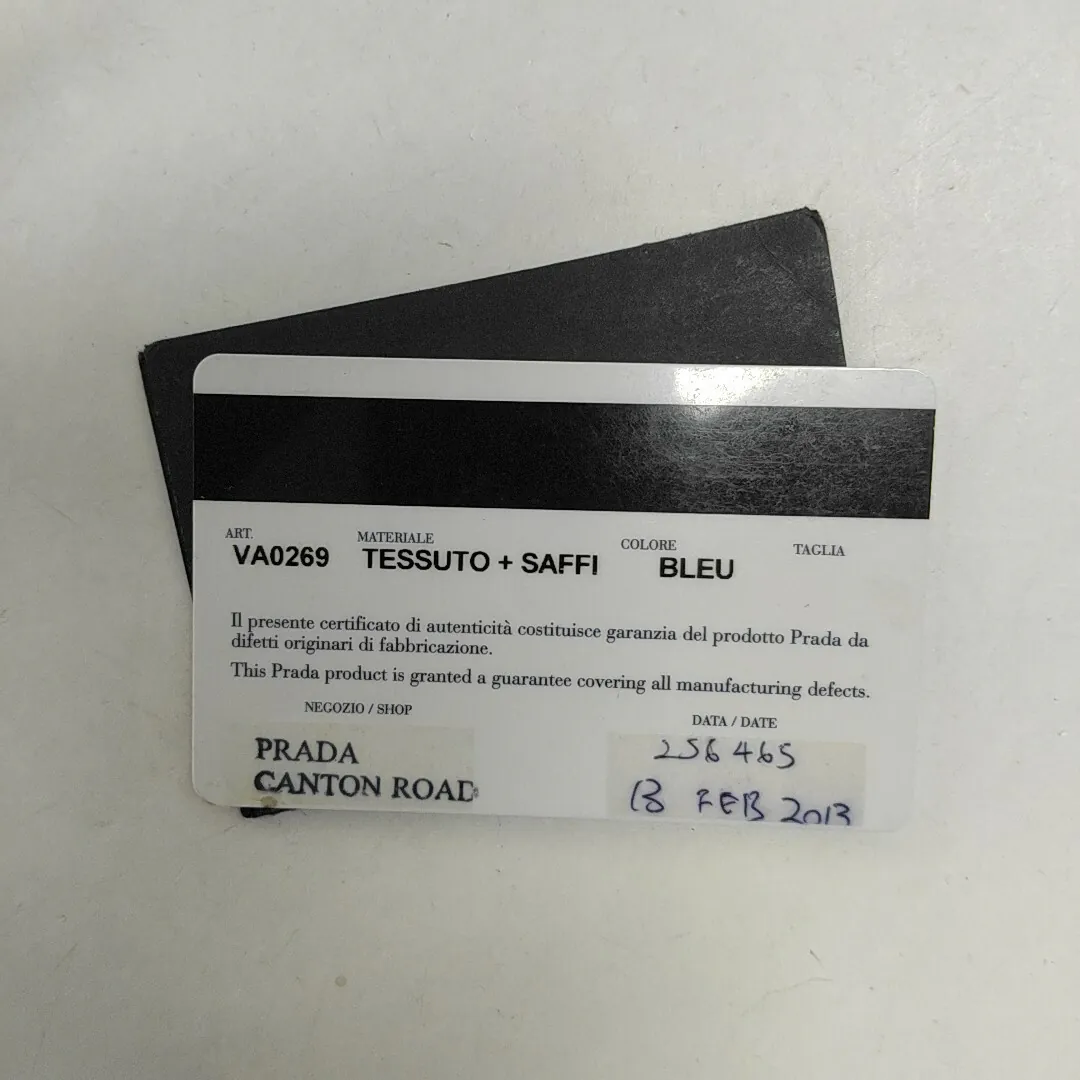 ART. MATERIALE COLORE TAGLIA
VA0269 TESSUTO + SAFFI BLEU
Il presente certificato di autenticità costituisce garanzia del prodotto Prada da
difetti originari di fabbricazione.
This Prada product is granted a guarantee covering all manufacturing defects.
NEGOZIO / SHOP
PRADA
CANTON ROAD
DATA / DATE
256465
13 FEB 2013